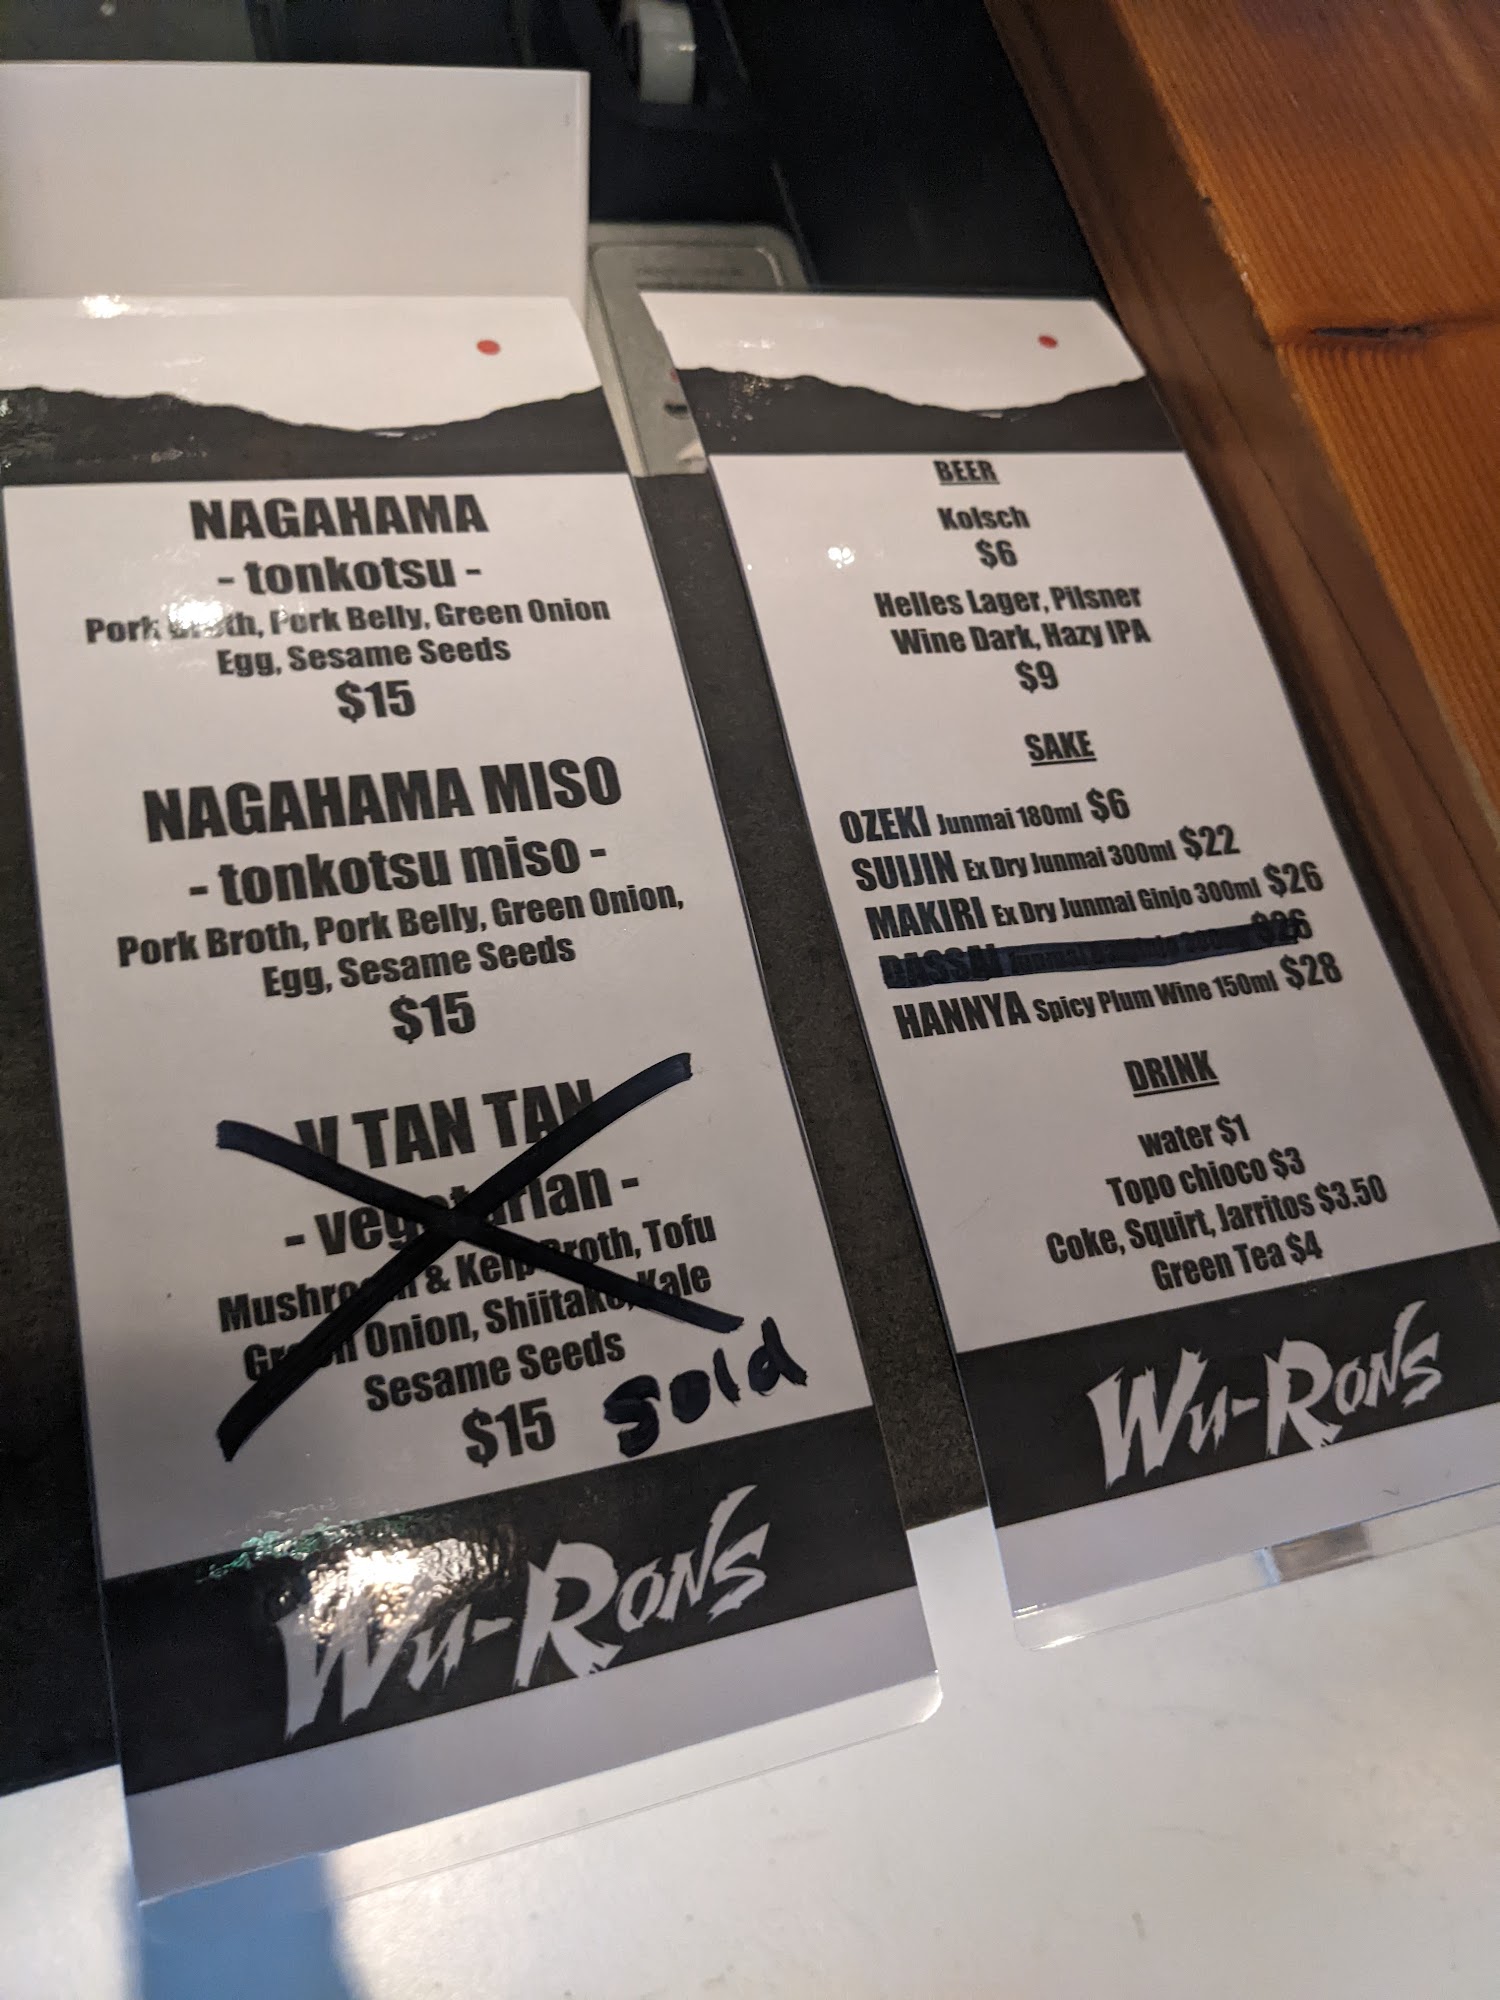 NAGAHAMA
- tonkotsu -
Pork Broth, Pork Belly, Green Onion
Egg, Sesame Seeds
$15
NAGAHAMA MISO
- tonkotsu miso -
Pork Broth, Pork Belly, Green Onion,
Egg, Sesame Seeds
$15
V TAN TAN
- vegetarian -
Mushroom & Kelp Broth, Tofu
Green Onion, Shiitake, Kale
Sesame Seeds
$15 sold
Wu-Rons
BEER
Kolsch
$6
Helles Lager, Pilsner
Wine Dark, Hazy IPA
$9
SAKE
OZEKI Junmai 180ml $6
SUIJIN Ex Dry Junmai 300ml $22
MAKIRI Ex Dry Junmai Ginjo 300ml $26
DASSAI Junmai $26
HANNYA Spicy Plum Wine 150ml $28
DRINK
water $1
Topo chioco $3
Coke, Squirt, Jarritos $3.50
Green Tea $4
Wu-Rons